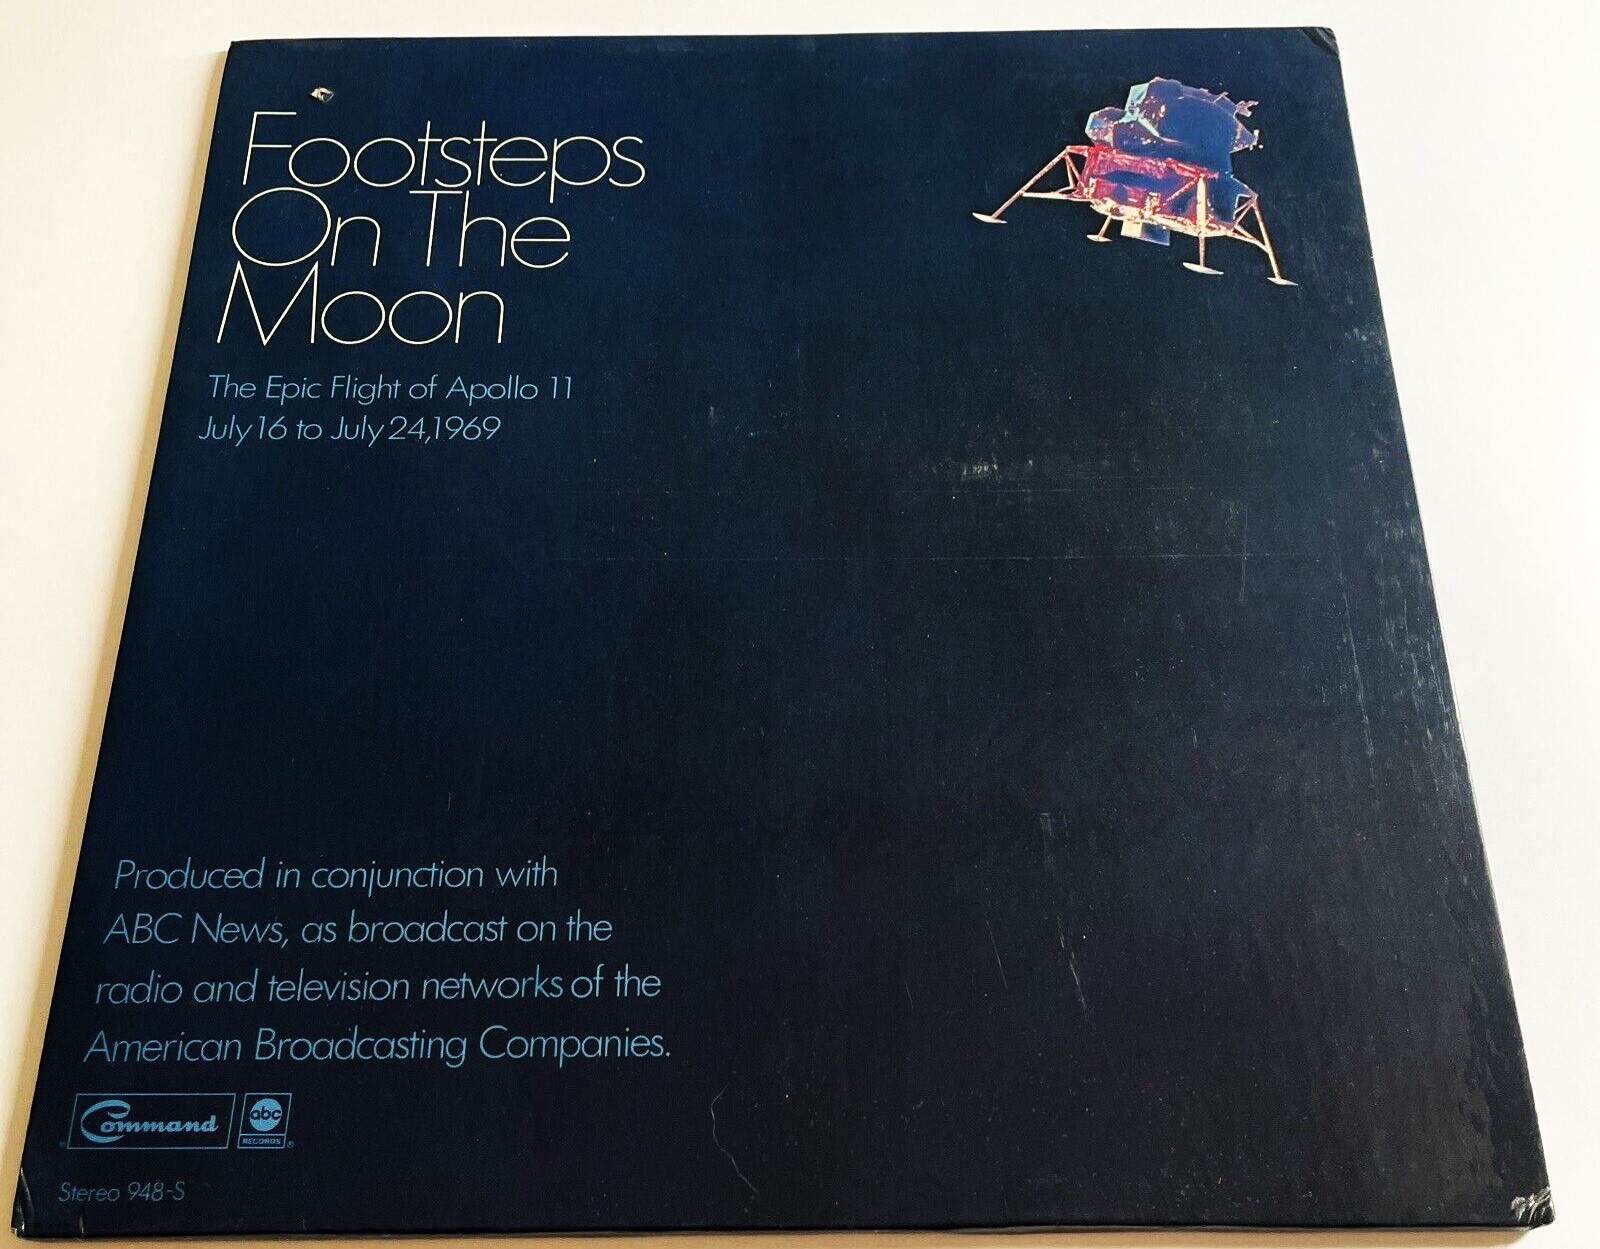 Footsteps
On The
Moon
The Epic Flight of Apollo 11
July 16 to July 24, 1969
Produced in conjunction with
ABC News, as broadcast on the
radio and television networks of the
American Broadcasting Companies.
Command ®
abc
RECORDS ®
Stereo 948-S